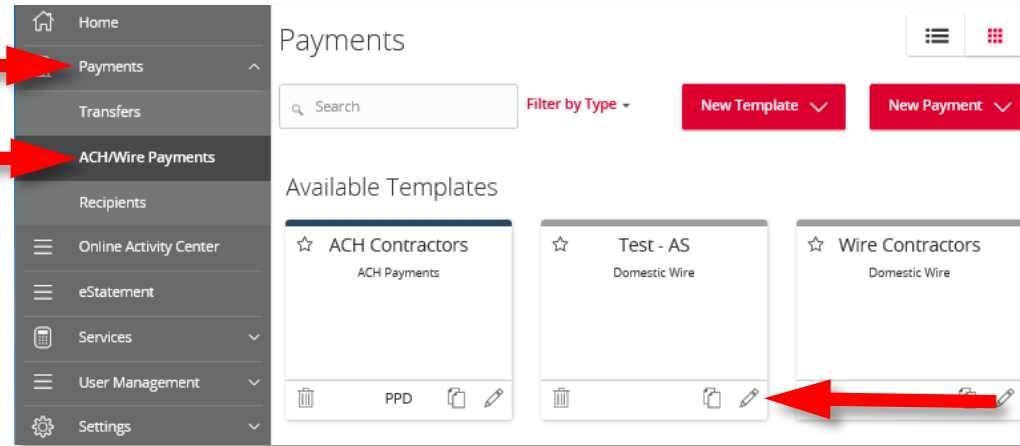 Home
Payments
Transfers
ACH/Wire Payments
Recipients
Online Activity Center
eStatement
Services
User Management
Settings
Payments
Search
Filter by Type
New Template
New Payment
Available Templates
ACH Contractors
ACH Payments
PPD
Test - AS
Domestic Wire
Wire Contractors
Domestic Wire